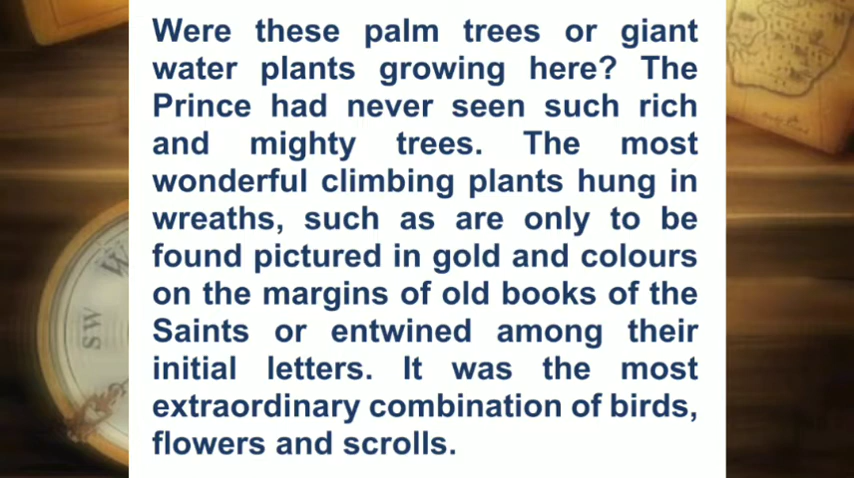 Were these palm trees or giant
water plants growing here? The
Prince had never seen such rich
and mighty trees. The most
wonderful climbing plants hung in
wreaths, such as are only to be
found pictured in gold and colours
on the margins of old books of the
Saints or entwined among their
initial letters. It was the most
extraordinary combination of birds,
flowers and scrolls.
SW
W